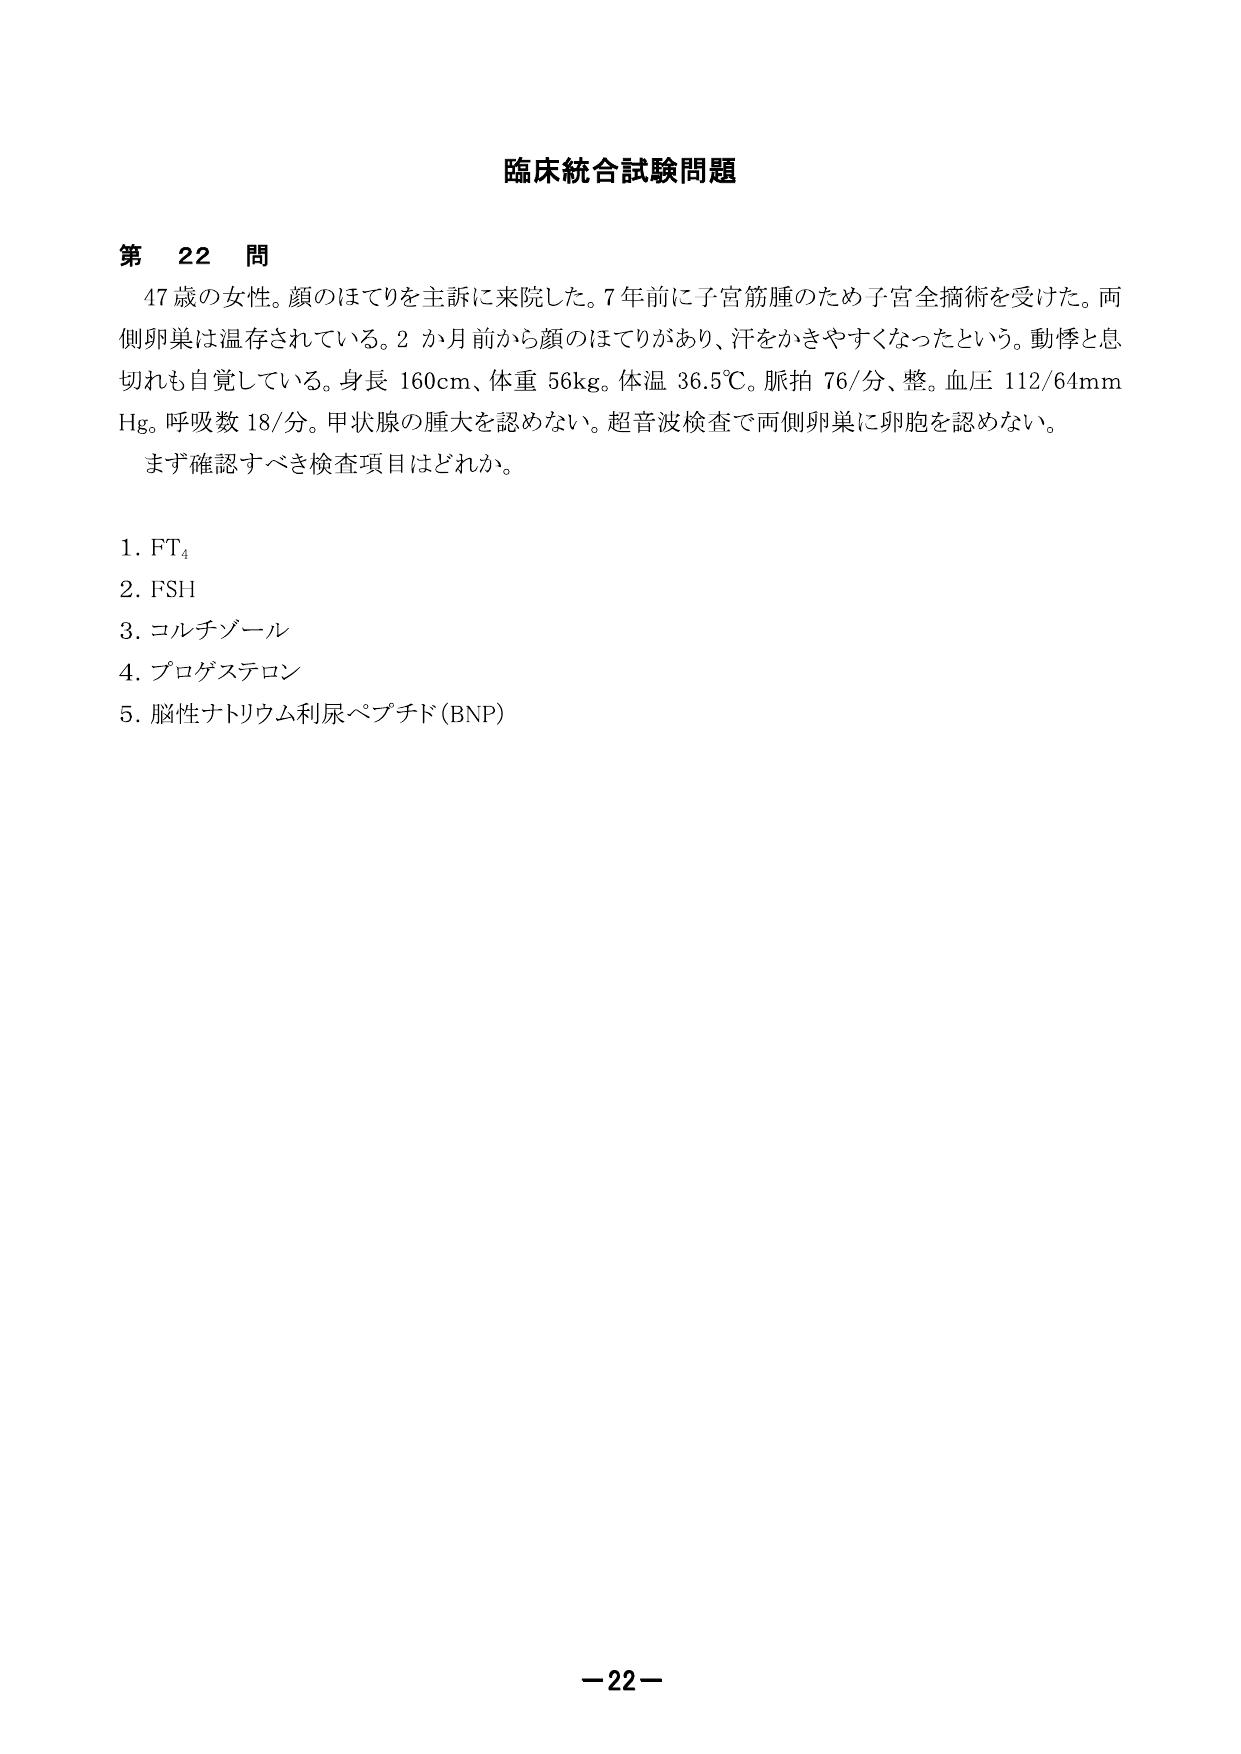 臨床統合試験問題
第 22 問
47歳の女性。顔のほてりを主訴に来院した。7年前に子宮筋腫のため子宮全摘術を受けた。両
側卵巣は温存されている。2 か月前から顔のほてりがあり、汗をかきやすくなったという。動悸と息
切れも自覚している。身長 160cm、体重 56kg。体温 36.5℃。脈拍 76/分、整。血圧 112/64mm
Hg。呼吸数 18/分。甲状腺の腫大を認めない。超音波検査で両側卵巣に卵胞を認めない。
まず確認すべき検査項目はどれか。
1. FT₄
2. FSH
3. コルチゾール
4. プロゲステロン
5. 脳性ナトリウム利尿ペプチド(BNP)
—22—